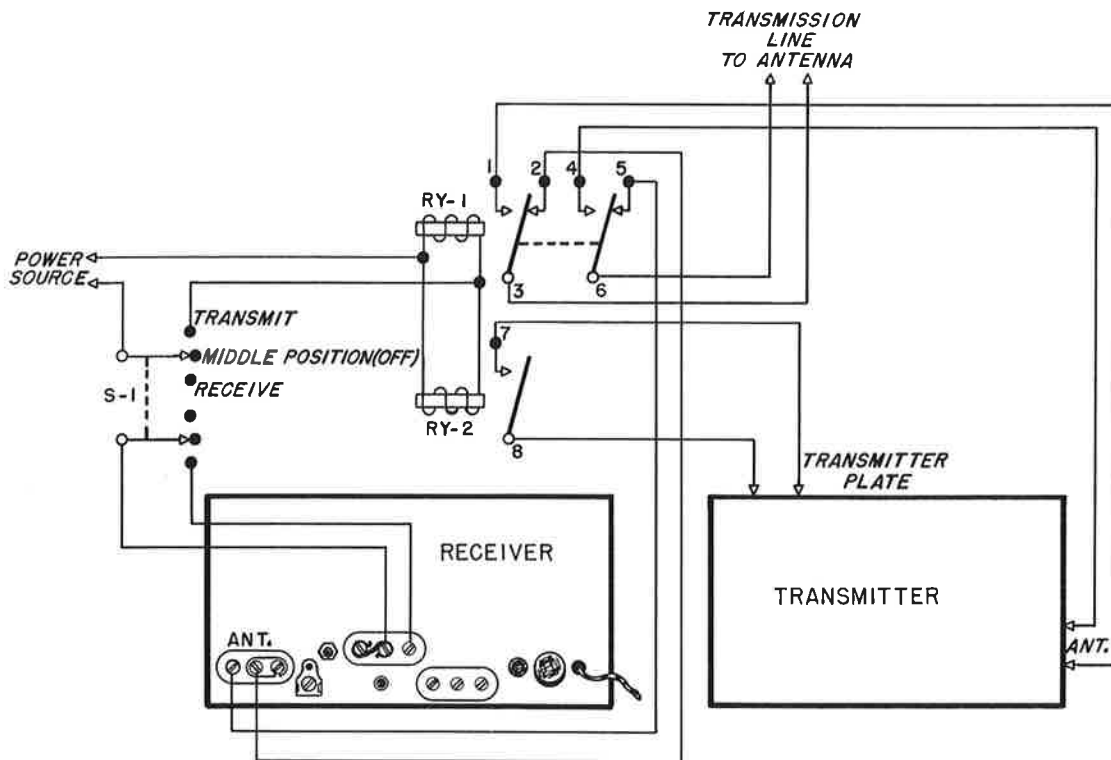 TRANSMISSION
LINE
TO ANTENNA
1
2
4
5
RY-1
POWER
SOURCE
3
6
TRANSMIT
7
MIDDLE POSITION(OFF)
S-1
RECEIVE
RY-2
8
TRANSMITTER
PLATE
RECEIVER
TRANSMITTER
ANT.
ANT.